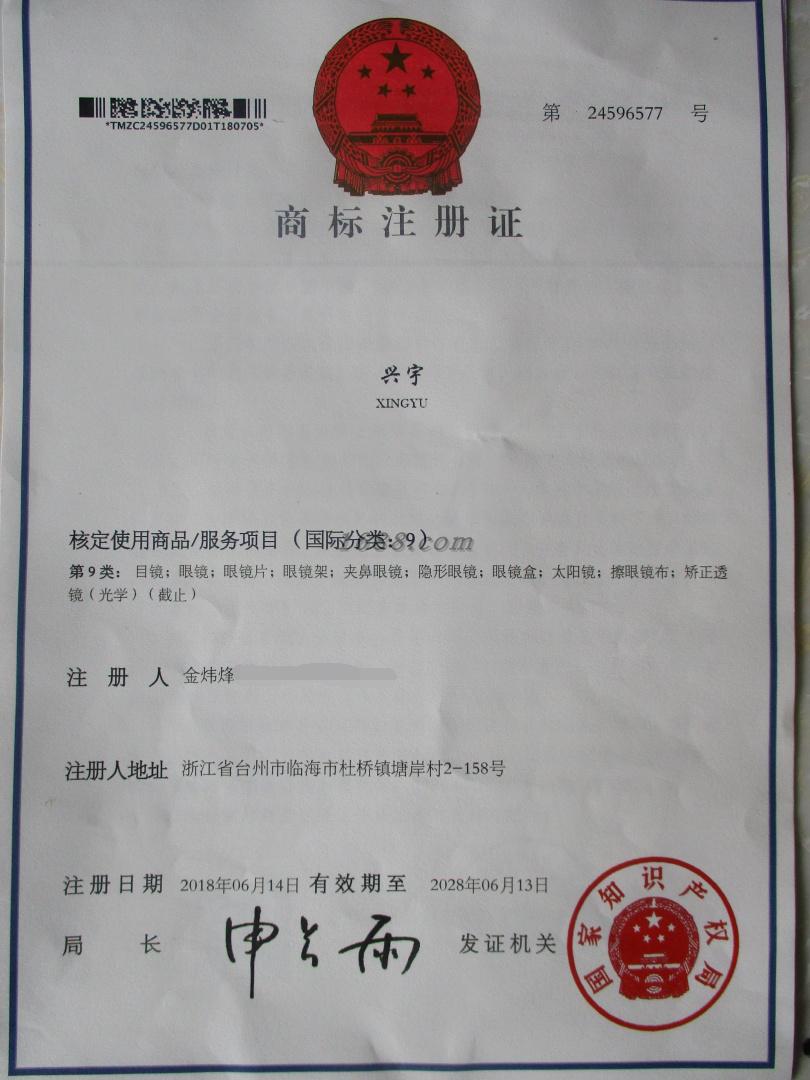 *TMZC24596577D01T180705*
第 24596577 号
商标注册证
兴宇
XINGYU
核定使用商品/服务项目（国际分类：9）
1688.com
第9类：目镜；眼镜；眼镜片；眼镜架；夹鼻眼镜；隐形眼镜；眼镜盒；太阳镜；擦眼镜布；矫正透
镜（光学）（截止）
注册人 金炜烽
注册人地址 浙江省台州市临海市杜桥镇塘岸村2-158号
注册日期 2018年06月14日 有效期至 2028年06月13日
局长 申长雨 发证机关
国家知识产权局